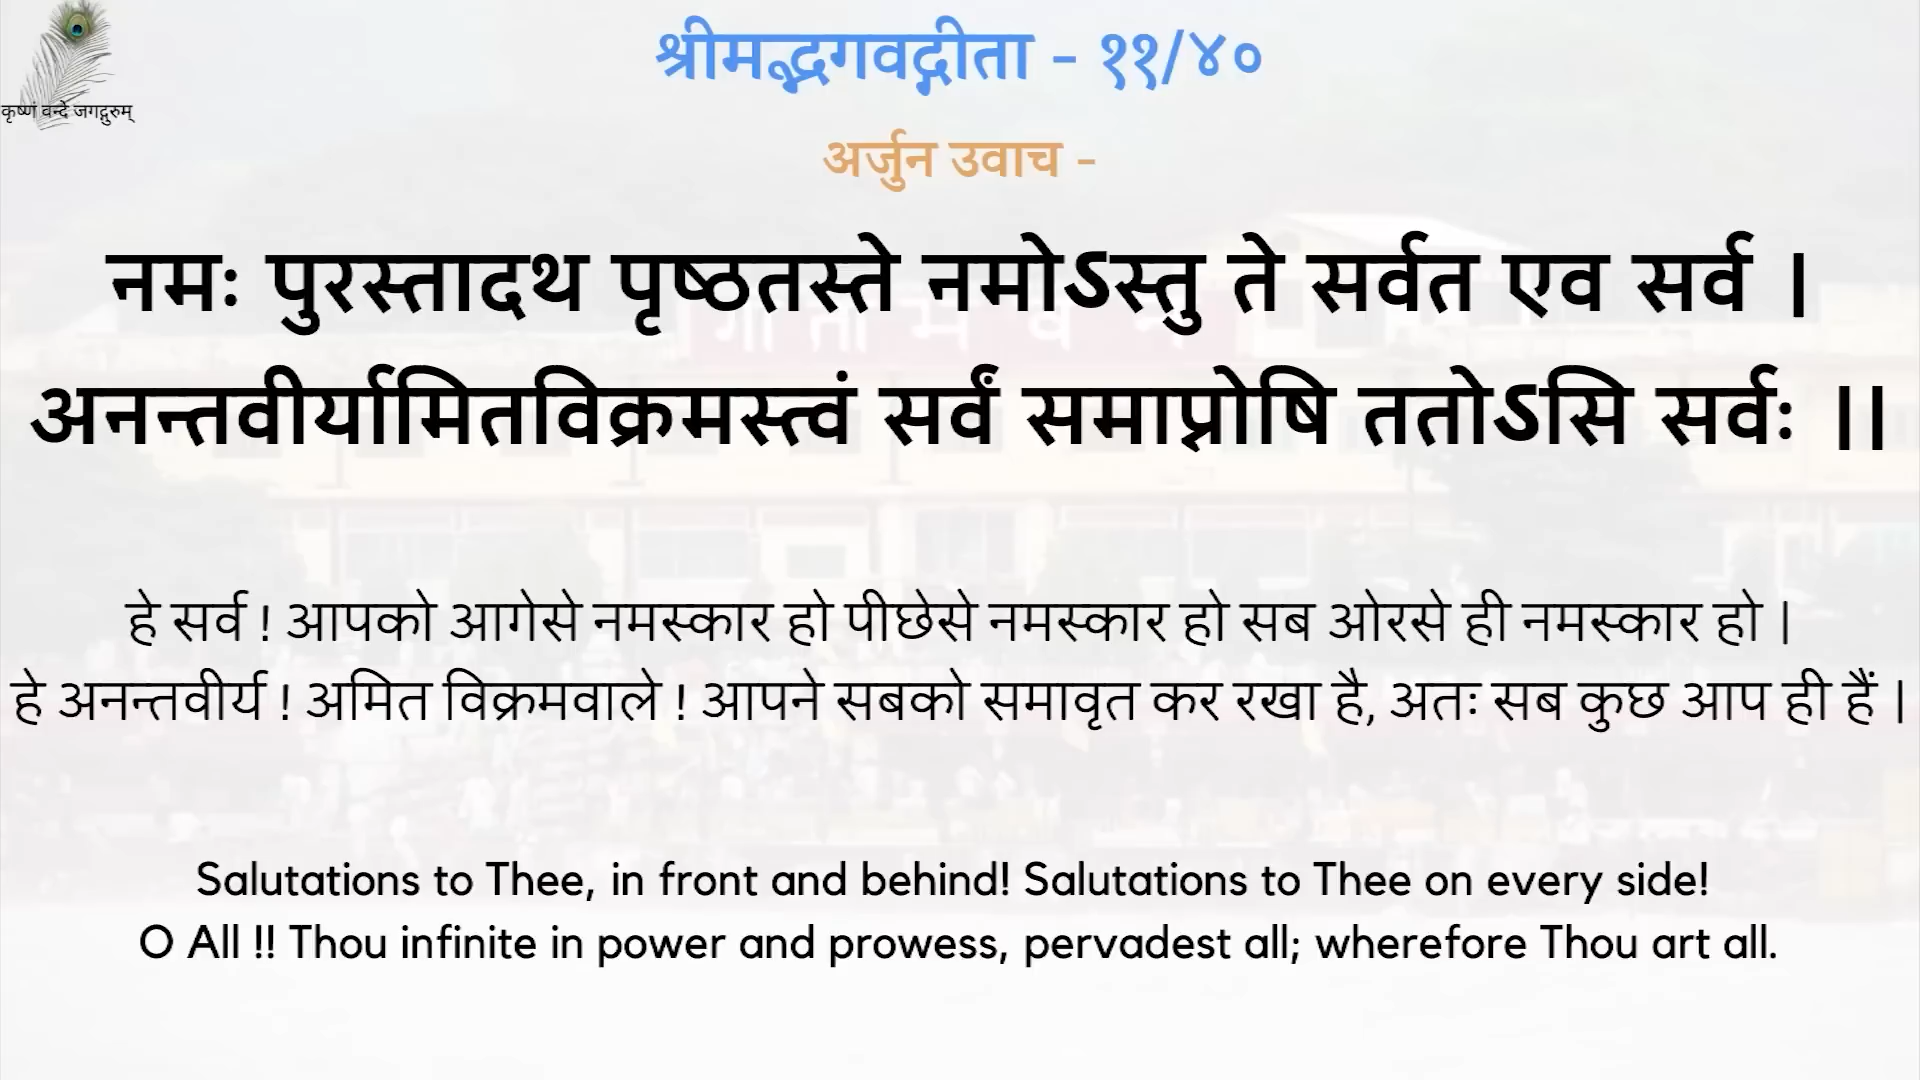 कृष्णं वन्दे जगद्गुरुम्
श्रीमद्भगवद्गीता - ११/४०
अर्जुन उवाच -
नमः पुरस्तादथ पृष्ठतस्ते नमोऽस्तु ते सर्वत एव सर्व ।
अनन्तवीर्यामितविक्रमस्त्वं सर्वं समाप्नोषि ततोऽसि सर्वः ।।
गीता भवन
हे सर्व ! आपको आगेसे नमस्कार हो पीछेसे नमस्कार हो सब ओरसे ही नमस्कार हो |
हे अनन्तवीर्य ! अमित विक्रमवाले ! आपने सबको समावृत कर रखा है, अतः सब कुछ आप ही हैं |
Salutations to Thee, in front and behind! Salutations to Thee on every side!
O All !! Thou infinite in power and prowess, pervadest all; wherefore Thou art all.